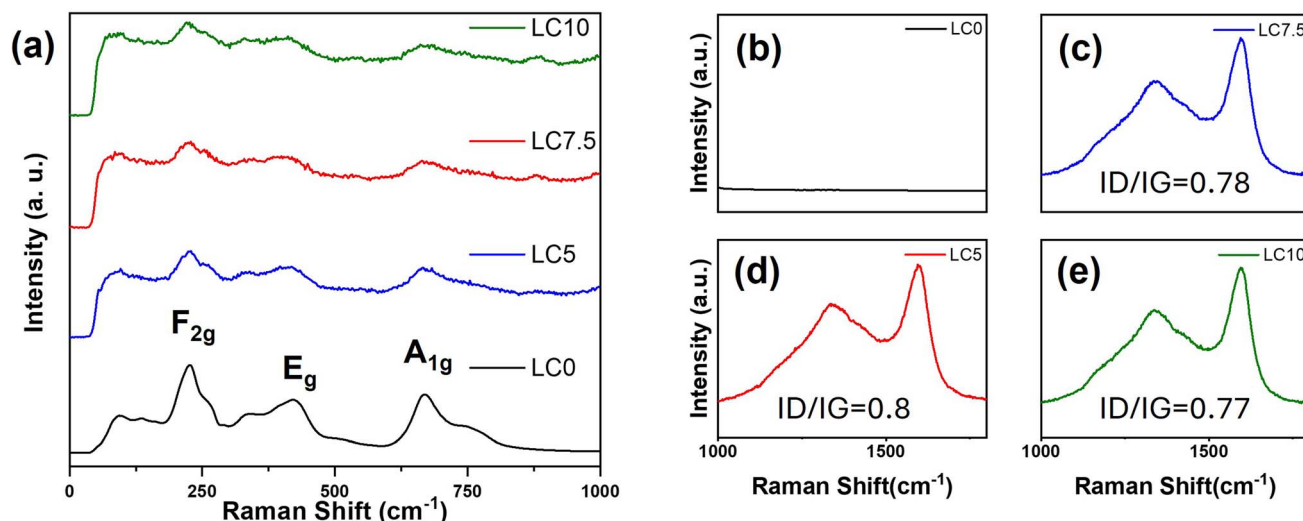 (a)
LC10
LC7.5
LC5
LC0
F2g
Eg
A1g
Intensity (a. u.)
0 250 500 750 1000
Raman Shift (cm-1)
(b)
LC0
Intensity (a.u.)
(c)
LC7.5
ID/IG=0.78
1000 1500
(d)
LC5
ID/IG=0.8
Intensity (a.u.)
1000 1500
Raman Shift(cm-1)
(e)
LC10
ID/IG=0.77
1000 1500
Raman Shift(cm-1)